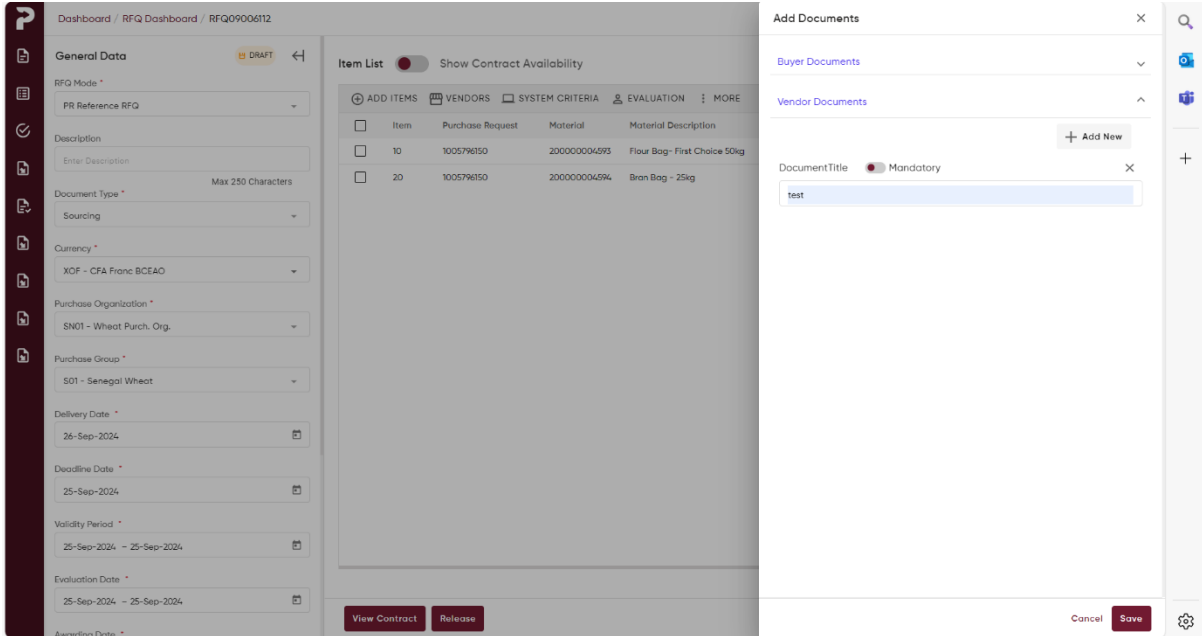 Dashboard / RFQ Dashboard / RFQ09006112
General Data
DRAFT
RFQ Mode *
PR Reference RFQ
Description
Enter Description
Max 250 Characters
Document Type *
Sourcing
Currency *
XOF - CFA Franc BCEAO
Purchase Organization *
SN01 - Wheat Purch. Org.
Purchase Group *
S01 - Senegal Wheat
Delivery Date *
26-Sep-2024
Deadline Date *
25-Sep-2024
Validity Period *
25-Sep-2024 - 25-Sep-2024
Evaluation Date *
25-Sep-2024 - 25-Sep-2024
Awarding Date *
Item List Show Contract Availability
ADD ITEMS VENDORS SYSTEM CRITERIA EVALUATION MORE
Item Purchase Request Material Material Description
10 1005796150 200000004593 Flour Bag- First Choice 50kg
20 1005796150 200000004594 Bran Bag - 25kg
View Contract Release
Add Documents
Buyer Documents
Vendor Documents
Add New
DocumentTitle Mandatory
test
Cancel Save